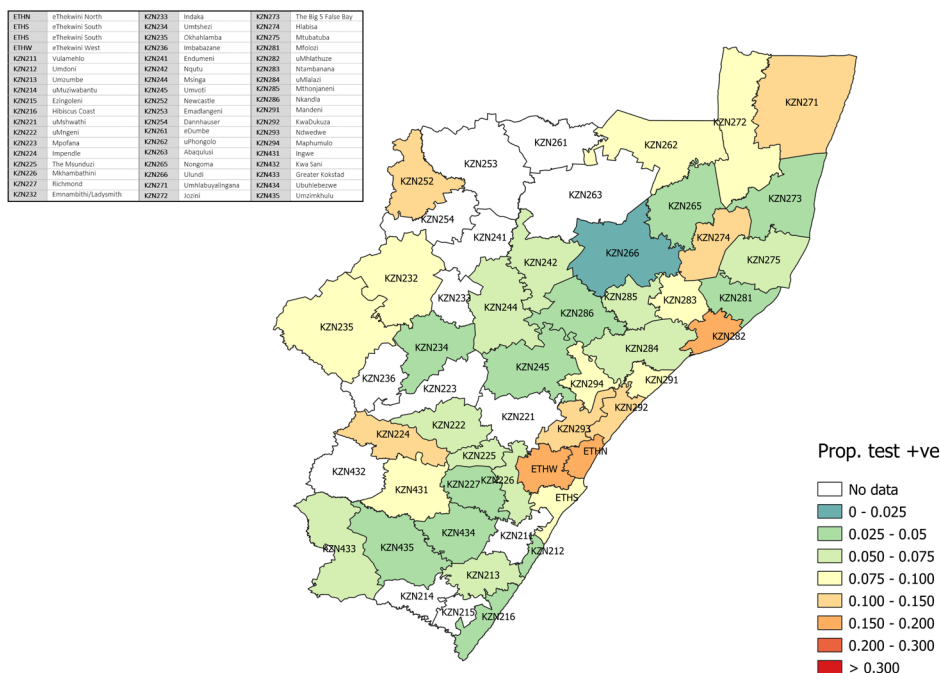 ETHN eThekwini North KZN233 Indaka KZN273 The Big 5 False Bay
ETHS eThekwini South KZN234 Umtshezi KZN274 Hlabisa
ETHS eThekwini South KZN235 Okhahlamba KZN275 Mtubatuba
ETHW eThekwini West KZN236 Imbabazane KZN281 Mfolozi
KZN211 Vulamehlo KZN241 Endumeni KZN282 uMhlathuze
KZN212 Umdoni KZN242 Nqutu KZN283 Ntambanana
KZN213 Umzumbe KZN244 Msinga KZN284 uMlalazi
KZN214 uMuziwabantu KZN245 Umvoti KZN285 Mthonjaneni
KZN215 Ezingoleni KZN252 Newcastle KZN286 Nkandla
KZN216 Hibiscus Coast KZN253 Emadlangeni KZN291 Mandeni
KZN221 uMshwathi KZN254 Dannhauser KZN292 KwaDukuza
KZN222 uMngeni KZN261 eDumbe KZN293 Ndwedwe
KZN223 Mpofana KZN262 uPhongolo KZN294 Maphumulo
KZN224 Impendle KZN263 Abaqulusi KZN431 Ingwe
KZN225 The Msunduzi KZN265 Nongoma KZN432 Kwa Sani
KZN226 Mkhambathini KZN266 Ulundi KZN433 Greater Kokstad
KZN227 Richmond KZN271 Umhlabuyalingana KZN434 Ubuhlebezwe
KZN232 Emnambithi/Ladysmith KZN272 Jozini KZN435 Umzimkhulu
KZN271
KZN272
KZN261
KZN262
KZN253
KZN252
KZN263
KZN265
KZN273
KZN254
KZN241
KZN274
KZN266
KZN242
KZN275
KZN232
KZN233
KZN285
KZN283
KZN281
KZN244
KZN286
KZN235
KZN282
KZN234
KZN284
KZN245
KZN236
KZN223
KZN294
KZN291
KZN292
KZN221
KZN222
KZN224
KZN293
ETHN
KZN225
ETHW
KZN432
KZN227
KZN226
KZN431
ETHS
KZN434
KZN211
KZN433
KZN435
KZN212
KZN213
KZN214
KZN215
KZN216
Prop. test +ve
No data
0 - 0.025
0.025 - 0.05
0.050 - 0.075
0.075 - 0.100
0.100 - 0.150
0.150 - 0.200
0.200 - 0.300
> 0.300